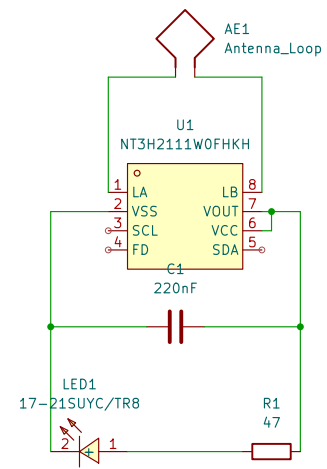 AE1
Antenna_Loop
U1
NT3H2111W0FHKH
1 LA LB 8
2 VSS VOUT 7
3 SCL VCC 6
4 FD SDA 5
C1
220nF
LED1
17-21SUYC/TR8
R1
47
2 + 1